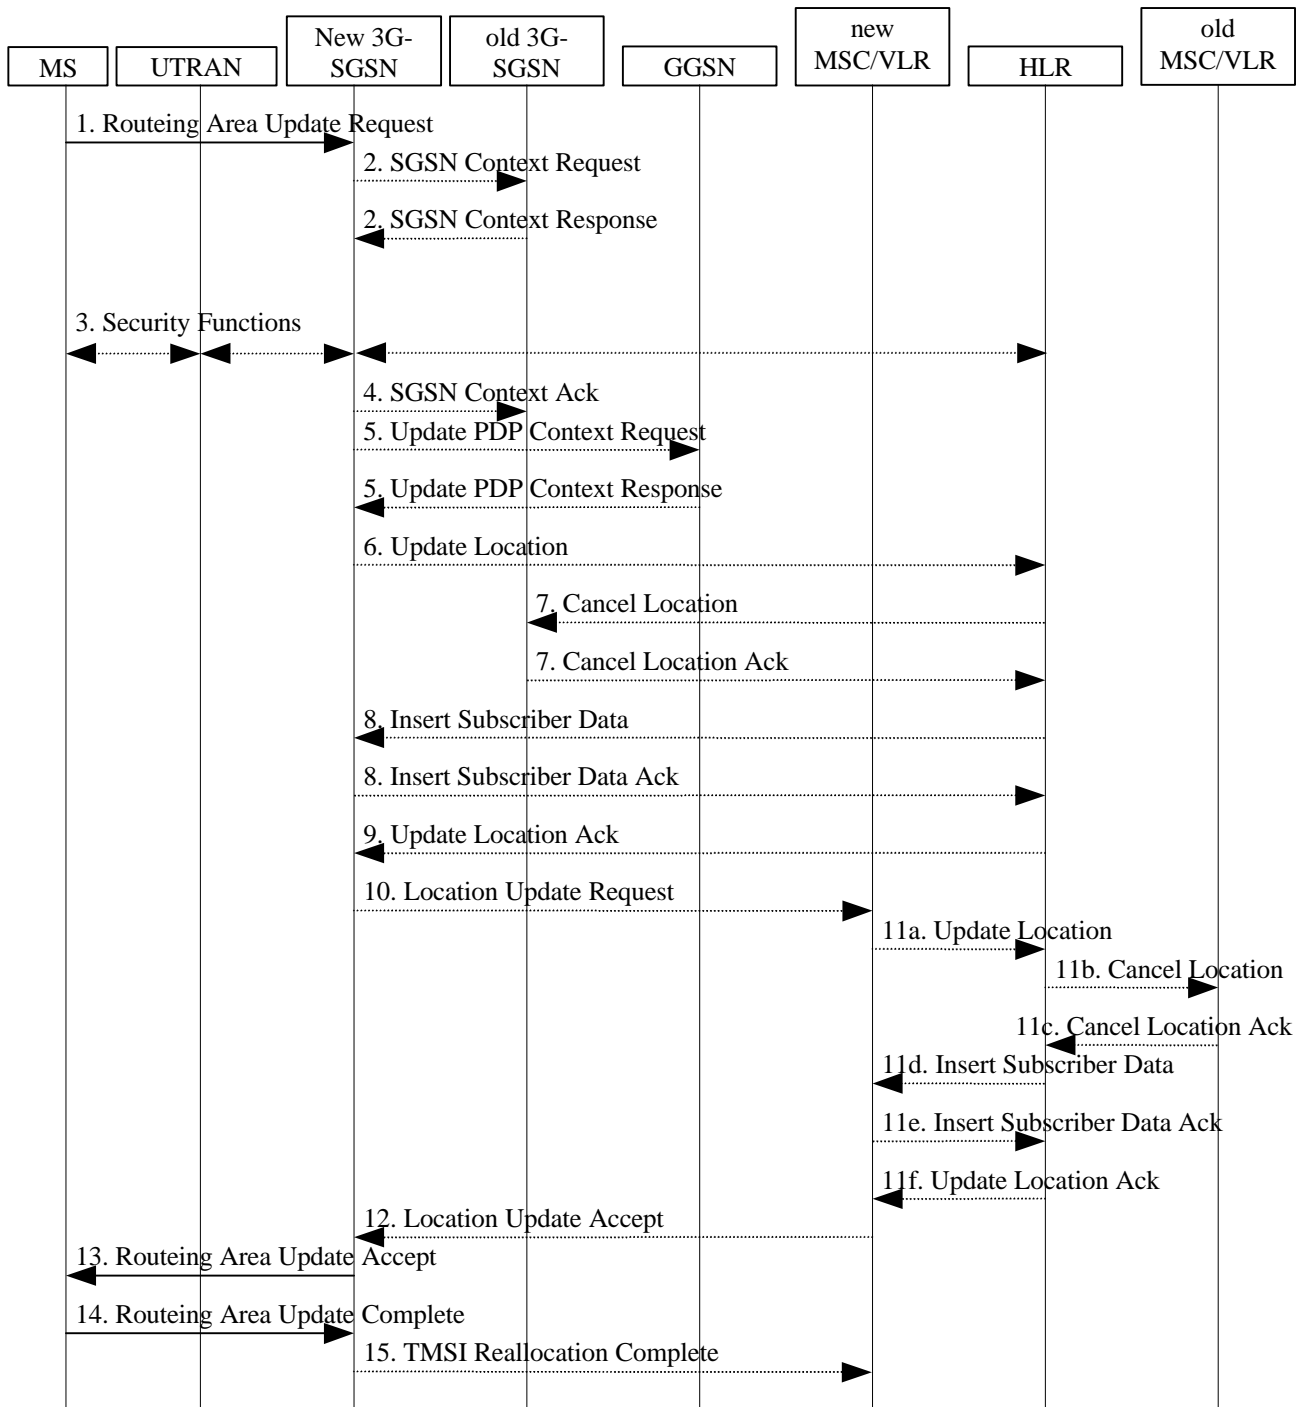 MS
UTRAN
New 3G-
SGSN
old 3G-
SGSN
GGSN
new
MSC/VLR
HLR
old
MSC/VLR
1. Routeing Area Update Request
2. SGSN Context Request
2. SGSN Context Response
3. Security Functions
4. SGSN Context Ack
5. Update PDP Context Request
5. Update PDP Context Response
6. Update Location
7. Cancel Location
7. Cancel Location Ack
8. Insert Subscriber Data
8. Insert Subscriber Data Ack
9. Update Location Ack
10. Location Update Request
11a. Update Location
11b. Cancel Location
11c. Cancel Location Ack
11d. Insert Subscriber Data
11e. Insert Subscriber Data Ack
11f. Update Location Ack
12. Location Update Accept
13. Routeing Area Update Accept
14. Routeing Area Update Complete
15. TMSI Reallocation Complete